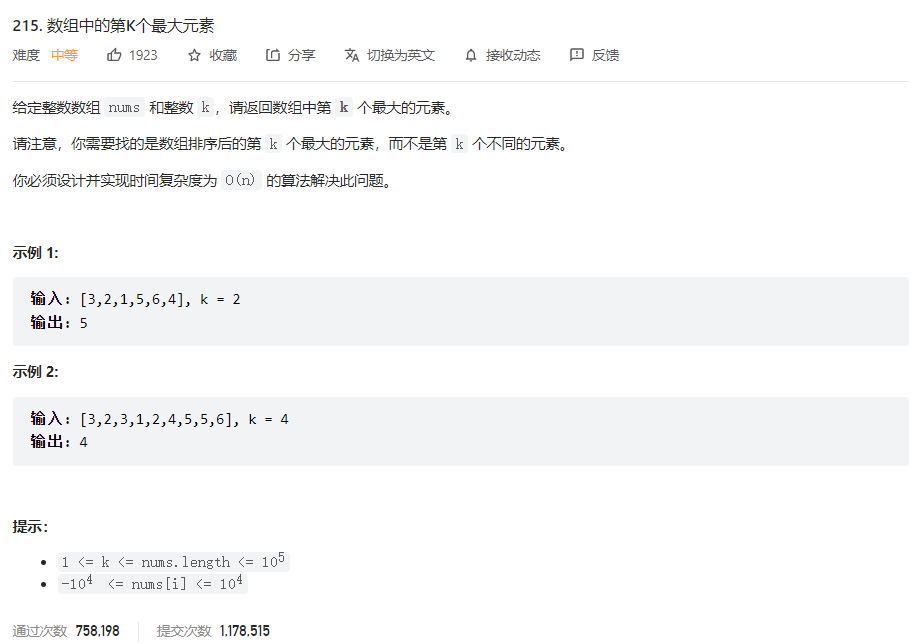 215. 数组中的第K个最大元素
难度 中等 1923 收藏 分享 切换为英文 接收动态 反馈
给定整数数组 nums 和整数 k，请返回数组中第 k 个最大的元素。
请注意，你需要找的是数组排序后的第 k 个最大的元素，而不是第 k 个不同的元素。
你必须设计并实现时间复杂度为 O(n) 的算法解决此问题。
示例 1:
输入: [3,2,1,5,6,4], k = 2
输出: 5
示例 2:
输入: [3,2,3,1,2,4,5,5,6], k = 4
输出: 4
提示：
• 1 <= k <= nums.length <= 10⁵
• -10⁴ <= nums[i] <= 10⁴
通过次数 758,198 提交次数 1,178,515